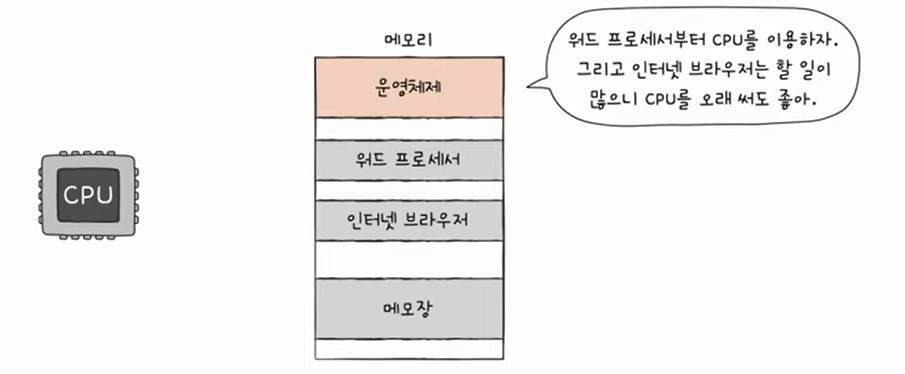 메모리
운영체제
워드 프로세서부터 CPU를 이용하자.
그리고 인터넷 브라우저는 할 일이
많으니 CPU를 오래 써도 좋아.
CPU
워드 프로세서
인터넷 브라우저
메모장